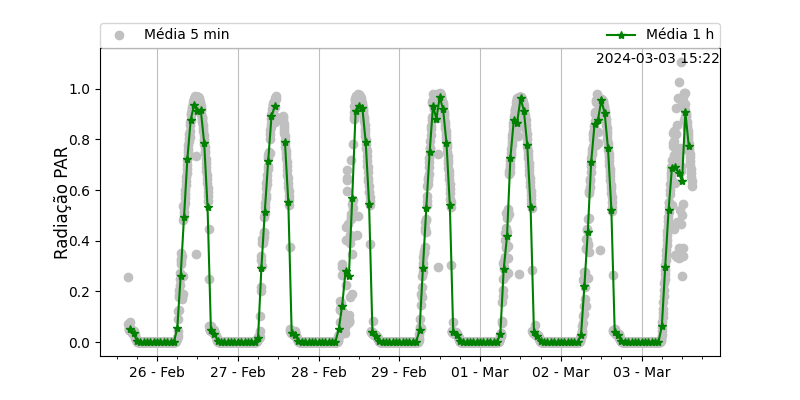 Média 5 min
Média 1 h
2024-03-03 15:22
Radiação PAR
1.0
0.8
0.6
0.4
0.2
0.0
26 - Feb
27 - Feb
28 - Feb
29 - Feb
01 - Mar
02 - Mar
03 - Mar